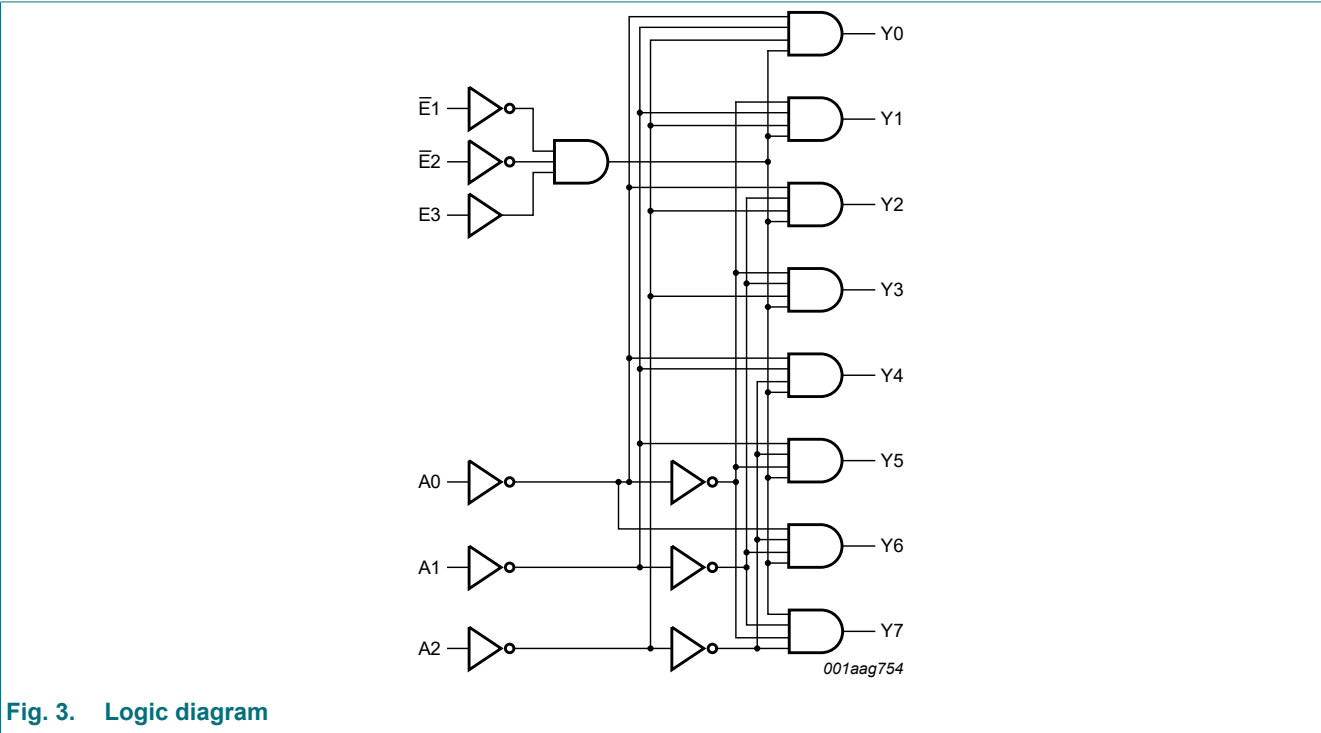 Y0
E̅1
Y1
E̅2
Y2
E3
Y3
Y4
Y5
A0
Y6
A1
Y7
A2
001aag754
Fig. 3. Logic diagram